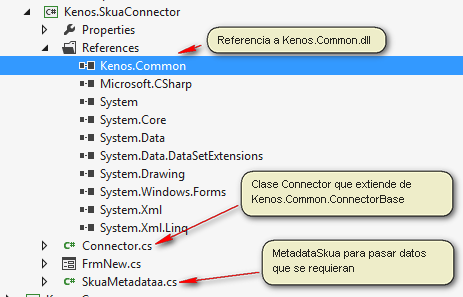 Kenos.SkuaConnector
Properties
References
Referencia a Kenos.Common.dll
Kenos.Common
Microsoft.CSharp
System
System.Core
System.Data
System.Data.DataSetExtensions
System.Drawing
System.Windows.Forms
System.Xml
System.Xml.Linq
Clase Connector que extiende de
Kenos.Common.ConnectorBase
Connector.cs
FrmNew.cs
SkuaMetadataa.cs
MetadataSkua para pasar datos
que se requieran